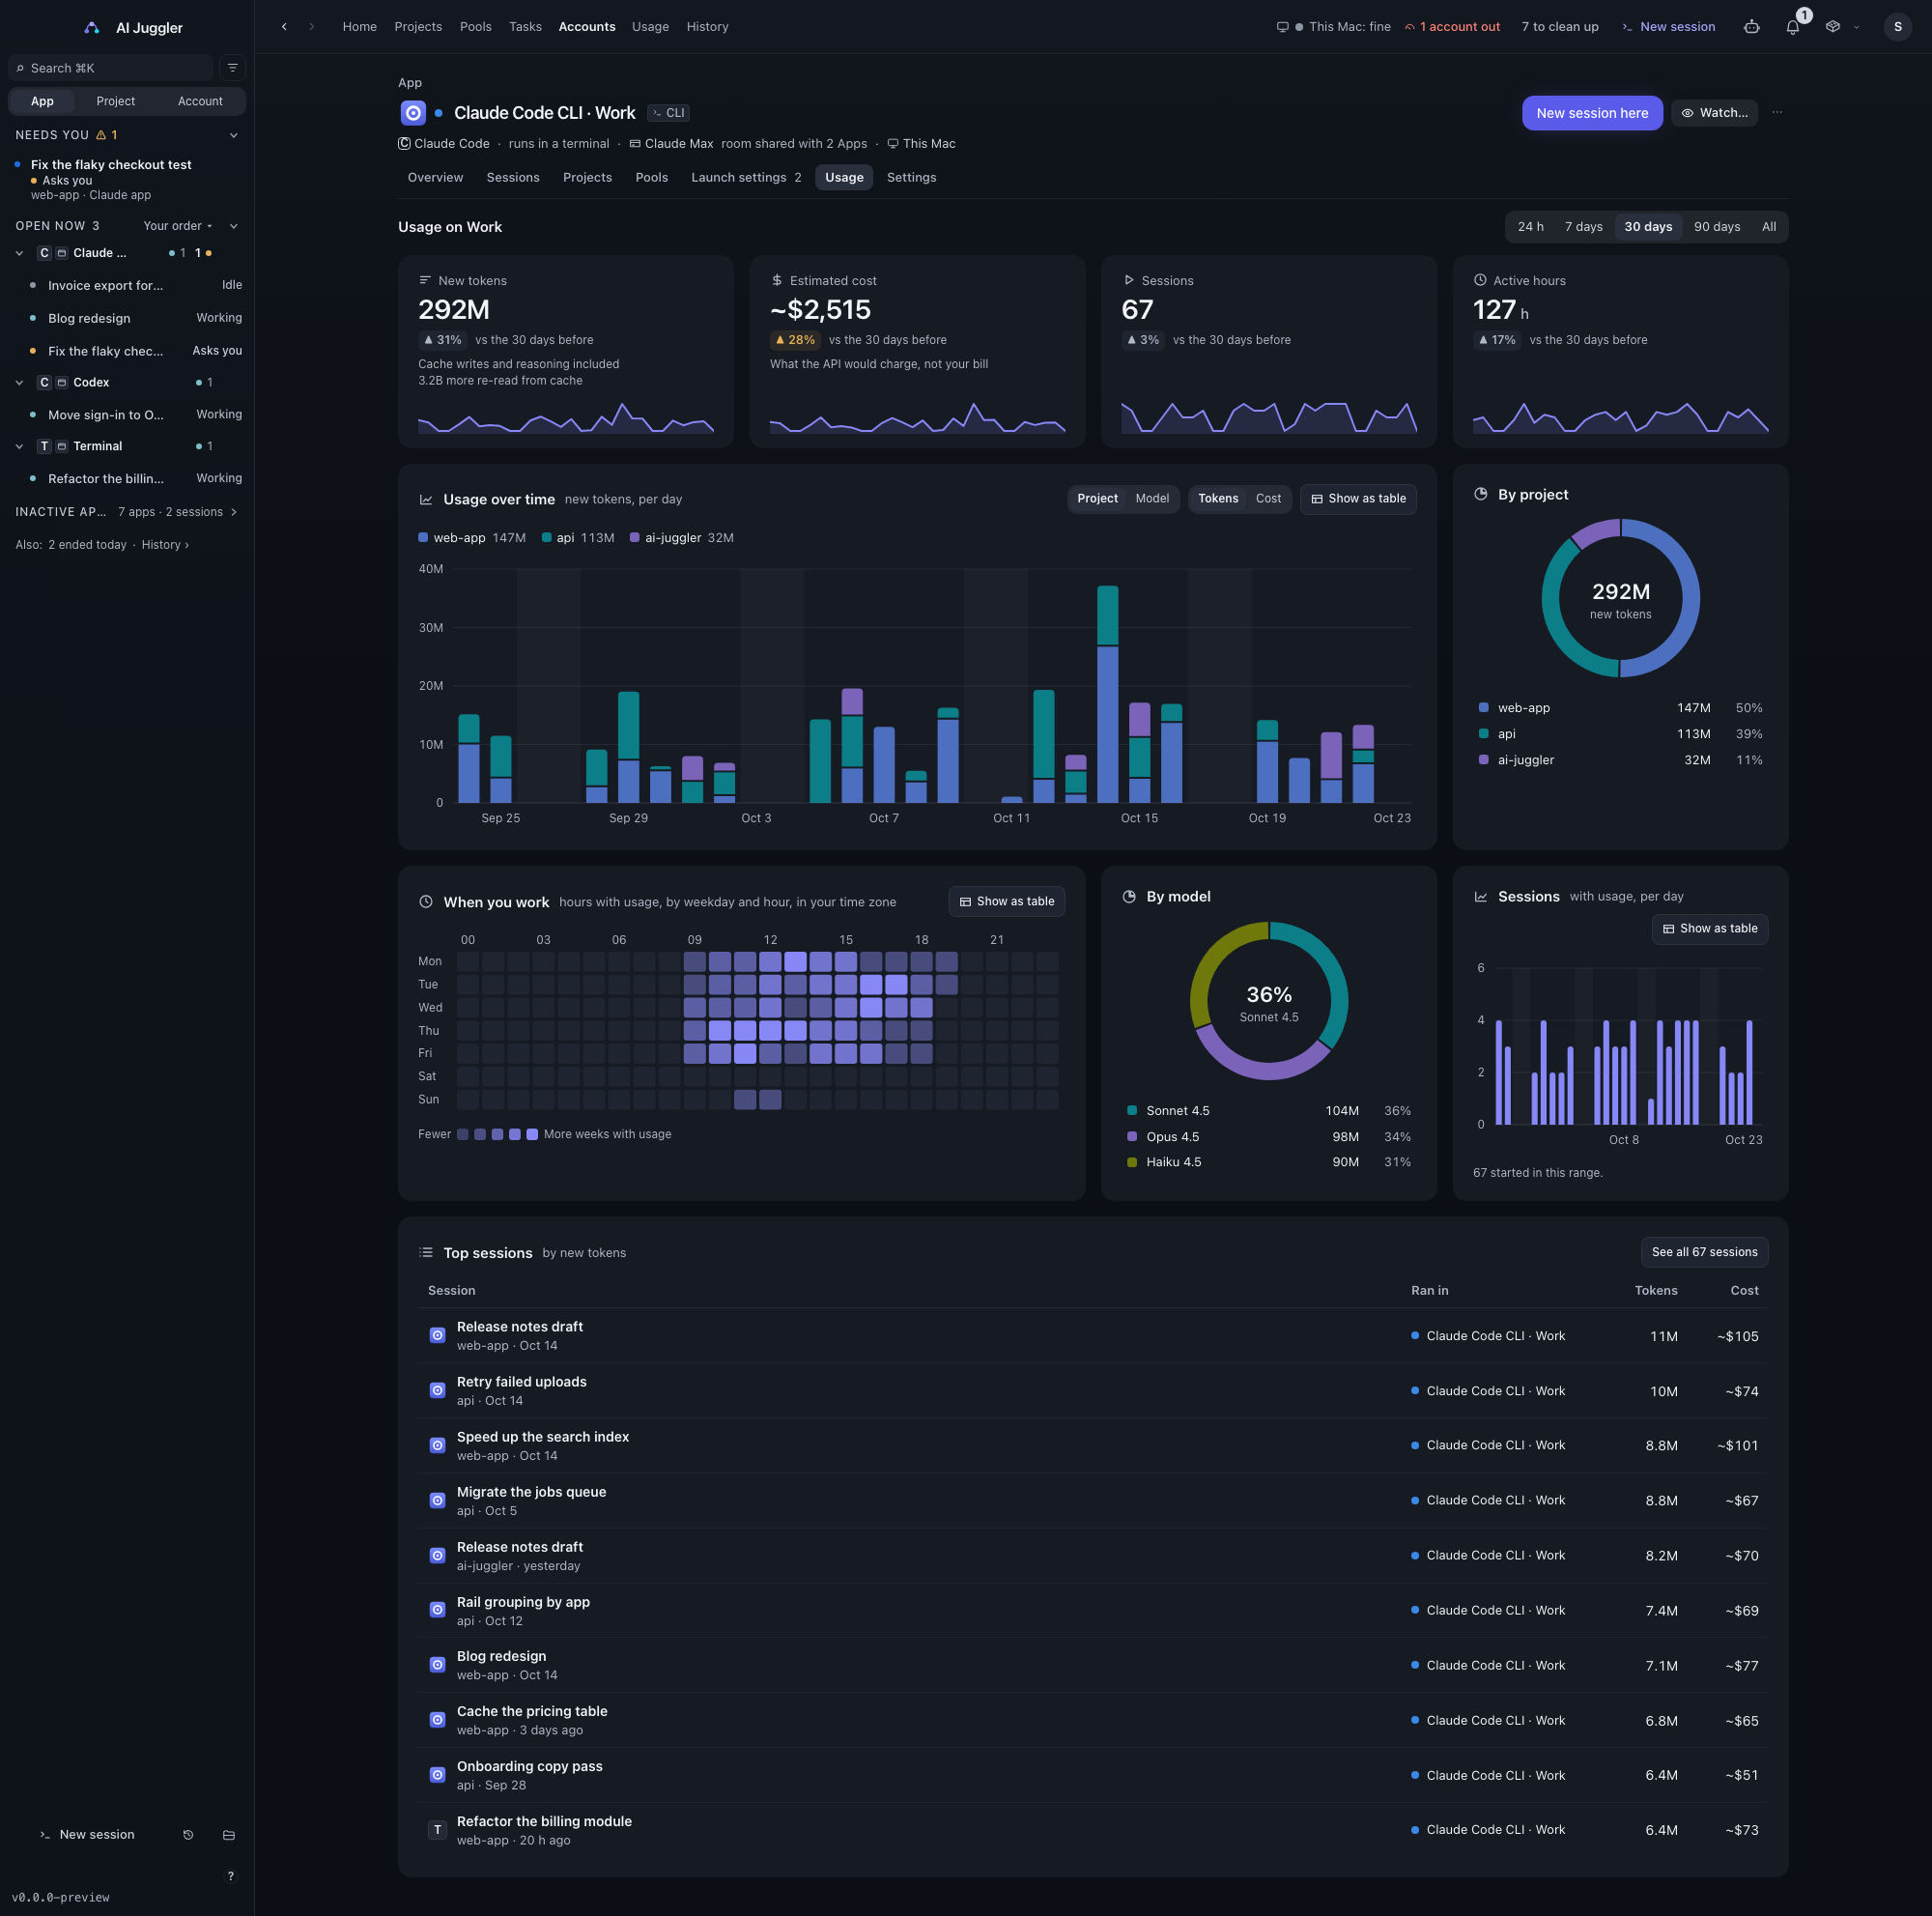 AI Juggler
Search ⌘K
App Project Account
NEEDS YOU 1
Fix the flaky checkout test
Asks you
web-app · Claude app
OPEN NOW 3 Your order
C Claude ... 1 1
Invoice export for... Idle
Blog redesign Working
Fix the flaky chec... Asks you
C Codex 1
Move sign-in to O... Working
T Terminal 1
Refactor the billin... Working
INACTIVE AP... 7 apps · 2 sessions
Also: 2 ended today · History ›
New session
?
v0.0.0-preview
Home Projects Pools Tasks Accounts Usage History
This Mac: fine 1 account out 7 to clean up New session 1 S
App
Claude Code CLI · Work CLI
New session here Watch... ...
C Claude Code · runs in a terminal · Claude Max room shared with 2 Apps · This Mac
Overview Sessions Projects Pools Launch settings 2 Usage Settings
Usage on Work
24 h 7 days 30 days 90 days All
New tokens
292M
▲ 31% vs the 30 days before
Cache writes and reasoning included
3.2B more re-read from cache
Estimated cost
~$2,515
▲ 28% vs the 30 days before
What the API would charge, not your bill
Sessions
67
▲ 3% vs the 30 days before
Active hours
127 h
▲ 17% vs the 30 days before
Usage over time new tokens, per day
Project Model Tokens Cost Show as table
web-app 147M api 113M ai-juggler 32M
40M
30M
20M
10M
0
Sep 25 Sep 29 Oct 3 Oct 7 Oct 11 Oct 15 Oct 19 Oct 23
By project
292M
new tokens
web-app 147M 50%
api 113M 39%
ai-juggler 32M 11%
When you work hours with usage, by weekday and hour, in your time zone
Show as table
00 03 06 09 12 15 18 21
Mon
Tue
Wed
Thu
Fri
Sat
Sun
Fewer More weeks with usage
By model
36%
Sonnet 4.5
Sonnet 4.5 104M 36%
Opus 4.5 98M 34%
Haiku 4.5 90M 31%
Sessions with usage, per day
Show as table
6
4
2
0
Oct 8 Oct 23
67 started in this range.
Top sessions by new tokens
See all 67 sessions
Session Ran in Tokens Cost
Release notes draft
web-app · Oct 14
Claude Code CLI · Work 11M ~$105
Retry failed uploads
api · Oct 14
Claude Code CLI · Work 10M ~$74
Speed up the search index
web-app · Oct 14
Claude Code CLI · Work 8.8M ~$101
Migrate the jobs queue
api · Oct 5
Claude Code CLI · Work 8.8M ~$67
Release notes draft
ai-juggler · yesterday
Claude Code CLI · Work 8.2M ~$70
Rail grouping by app
api · Oct 12
Claude Code CLI · Work 7.4M ~$69
Blog redesign
web-app · Oct 14
Claude Code CLI · Work 7.1M ~$77
Cache the pricing table
web-app · 3 days ago
Claude Code CLI · Work 6.8M ~$65
Onboarding copy pass
api · Sep 28
Claude Code CLI · Work 6.4M ~$51
T Refactor the billing module
web-app · 20 h ago
Claude Code CLI · Work 6.4M ~$73